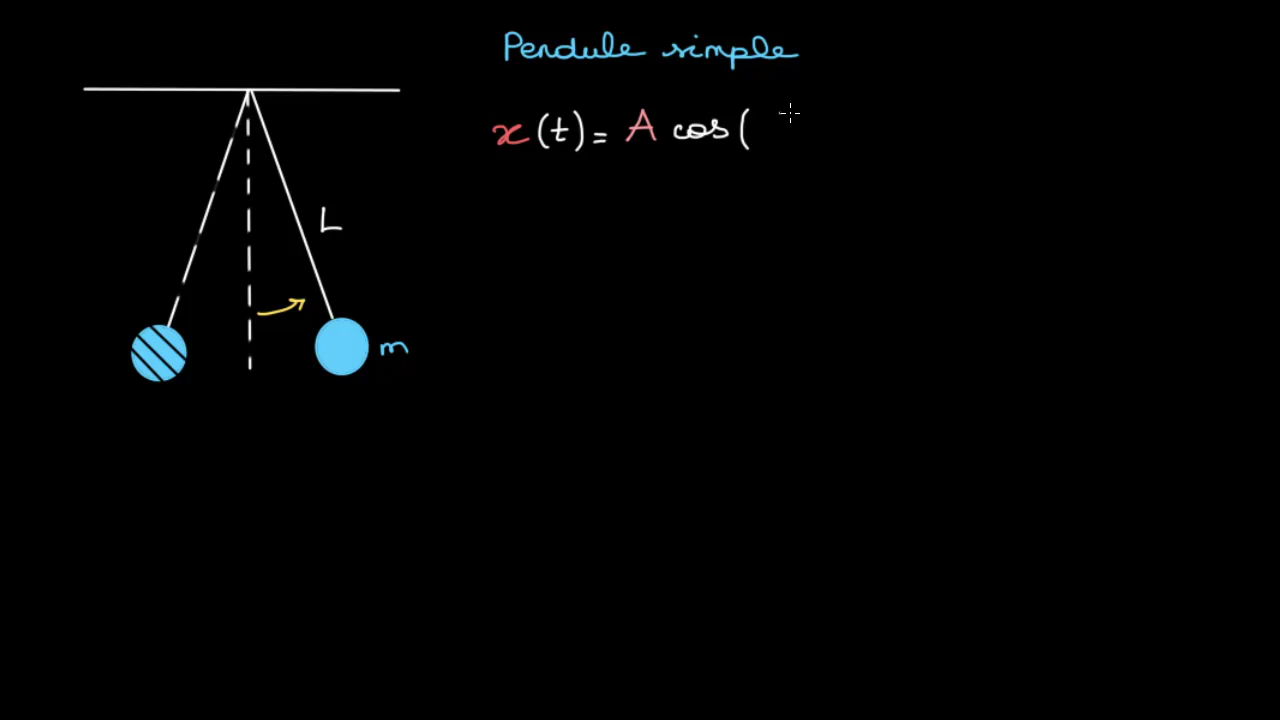 Pendule simple
x(t) = A cos(
L
m